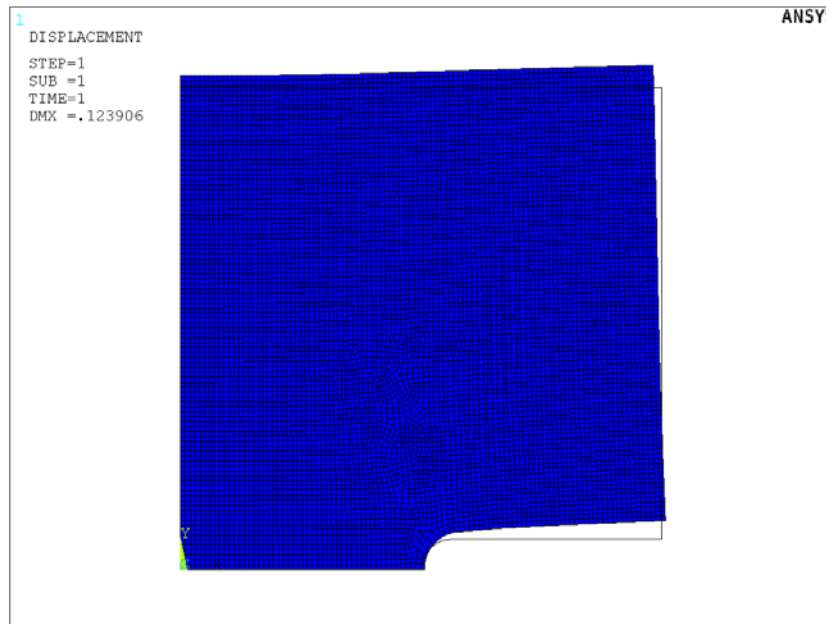 1
ANSY
DISPLACEMENT
STEP=1
SUB =1
TIME=1
DMX =.123906
Y